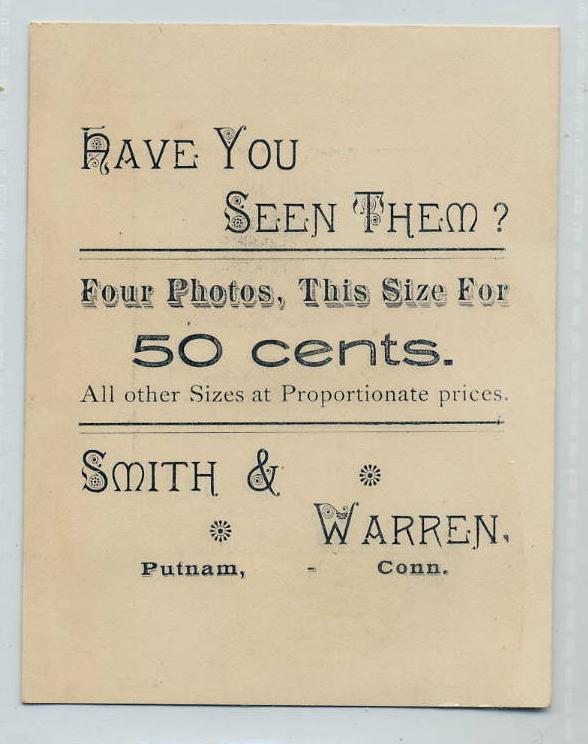 Have You
Seen Them?
Four Photos, This Size For
50 cents.
All other Sizes at Proportionate prices.
Smith &
Warren,
Putnam, - Conn.